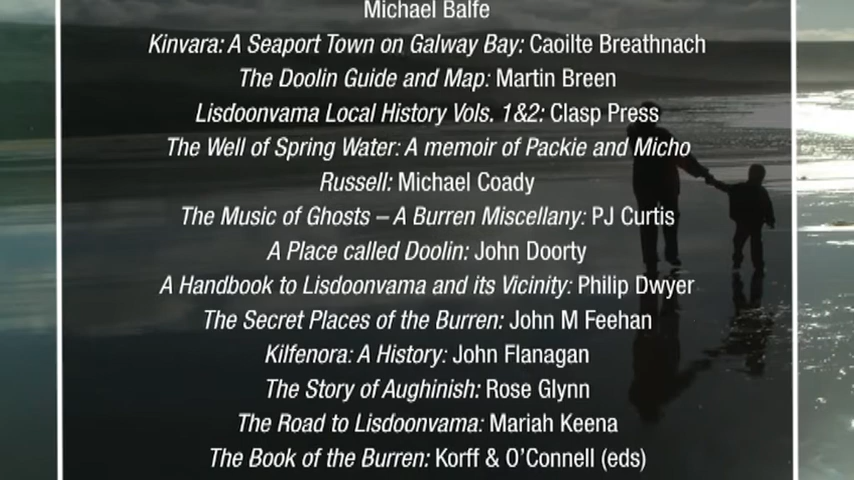 Michael Balfe
Kinvara: A Seaport Town on Galway Bay: Caoilte Breathnach
The Doolin Guide and Map: Martin Breen
Lisdoonvarna Local History Vols. 1&2: Clasp Press
The Well of Spring Water: A memoir of Packie and Micho
Russell: Michael Coady
The Music of Ghosts – A Burren Miscellany: PJ Curtis
A Place called Doolin: John Doorty
A Handbook to Lisdoonvarna and its Vicinity: Philip Dwyer
The Secret Places of the Burren: John M Feehan
Kilfenora: A History: John Flanagan
The Story of Aughinish: Rose Glynn
The Road to Lisdoonvarna: Mariah Keena
The Book of the Burren: Korff & O'Connell (eds)